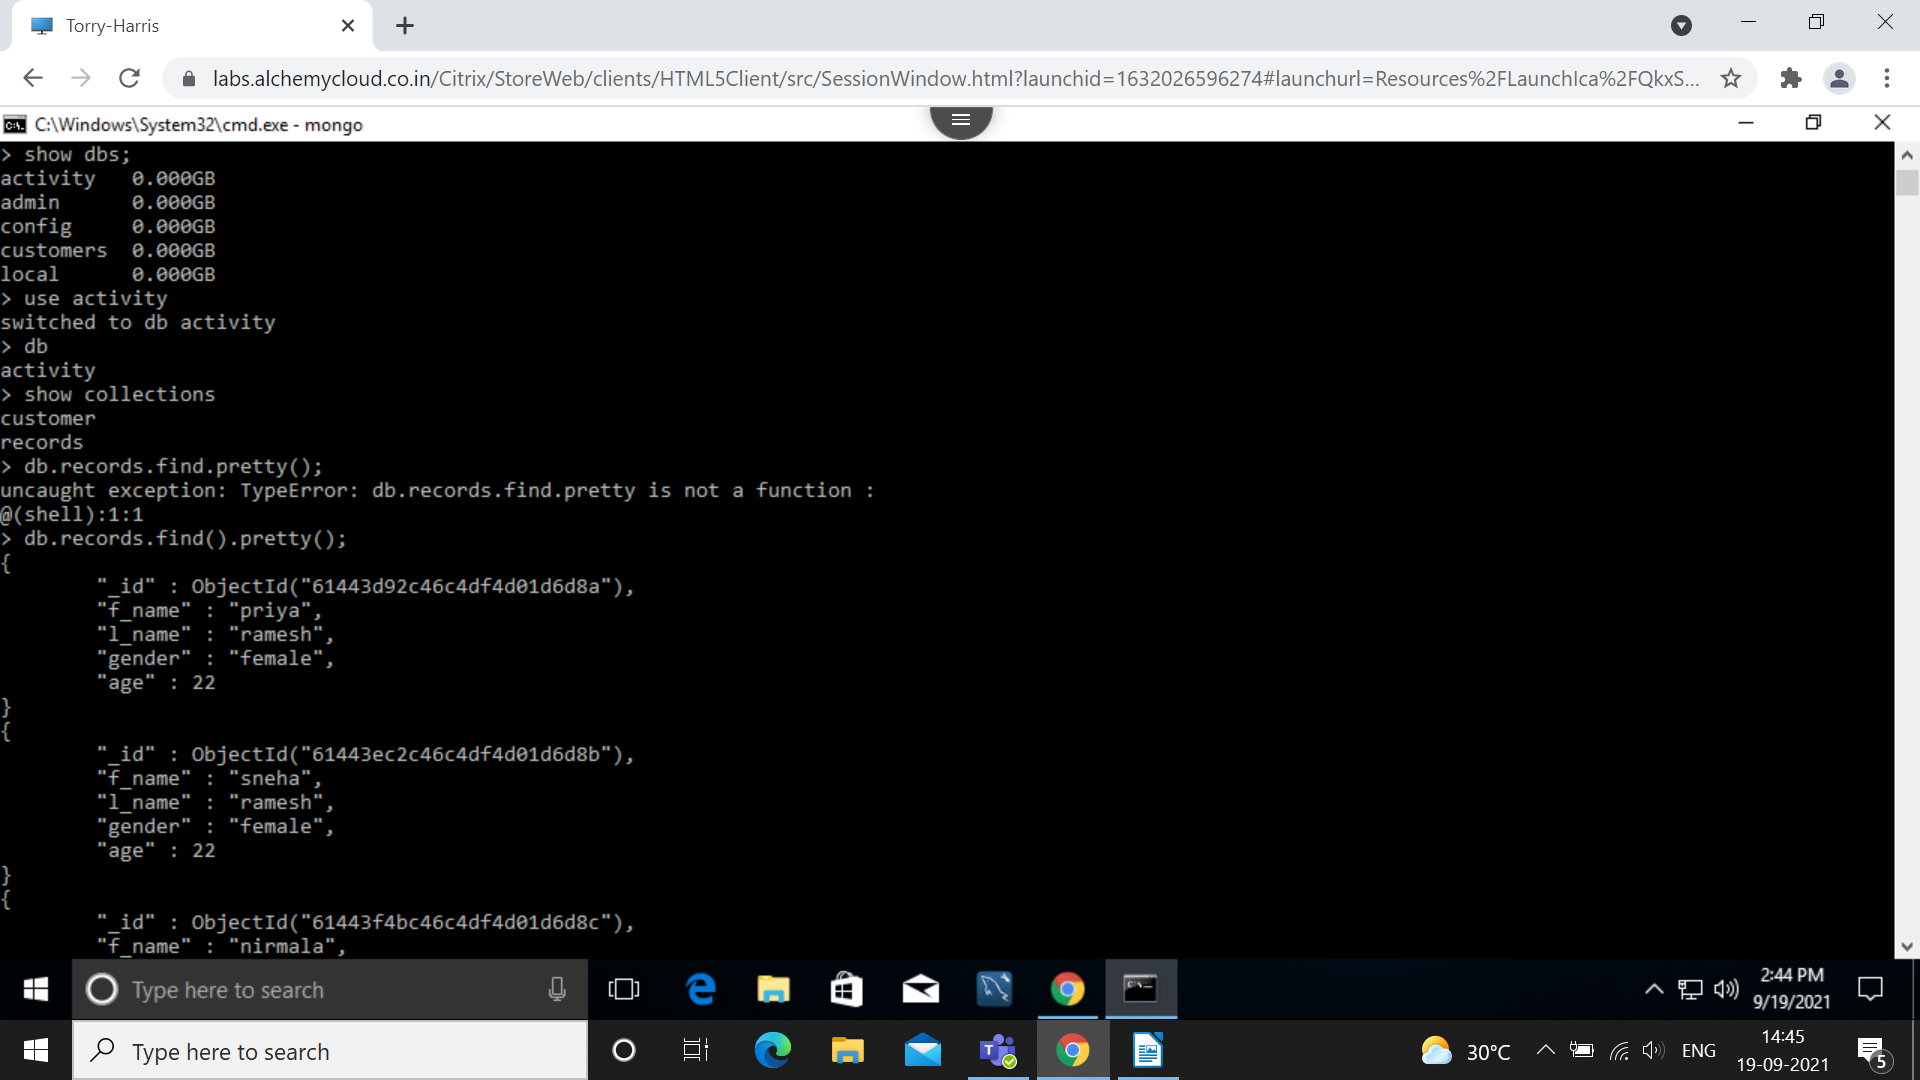 Torry-Harris
labs.alchemycloud.co.in/Citrix/StoreWeb/clients/HTML5Client/src/SessionWindow.html?launchid=1632026596274#launchurl=Resources%2FLaunchIca%2FQkxS...
C:\Windows\System32\cmd.exe - mongo
> show dbs;
activity   0.000GB
admin      0.000GB
config     0.000GB
customers  0.000GB
local      0.000GB
> use activity
switched to db activity
> db
activity
> show collections
customer
records
> db.records.find.pretty();
uncaught exception: TypeError: db.records.find.pretty is not a function :
@(shell):1:1
> db.records.find().pretty();
{
        "_id" : ObjectId("61443d92c46c4df4d01d6d8a"),
        "f_name" : "priya",
        "l_name" : "ramesh",
        "gender" : "female",
        "age" : 22
}
{
        "_id" : ObjectId("61443ec2c46c4df4d01d6d8b"),
        "f_name" : "sneha",
        "l_name" : "ramesh",
        "gender" : "female",
        "age" : 22
}
{
        "_id" : ObjectId("61443f4bc46c4df4d01d6d8c"),
        "f_name" : "nirmala",
Type here to search
2:44 PM
9/19/2021
Type here to search
30°C
ENG
14:45
19-09-2021
5